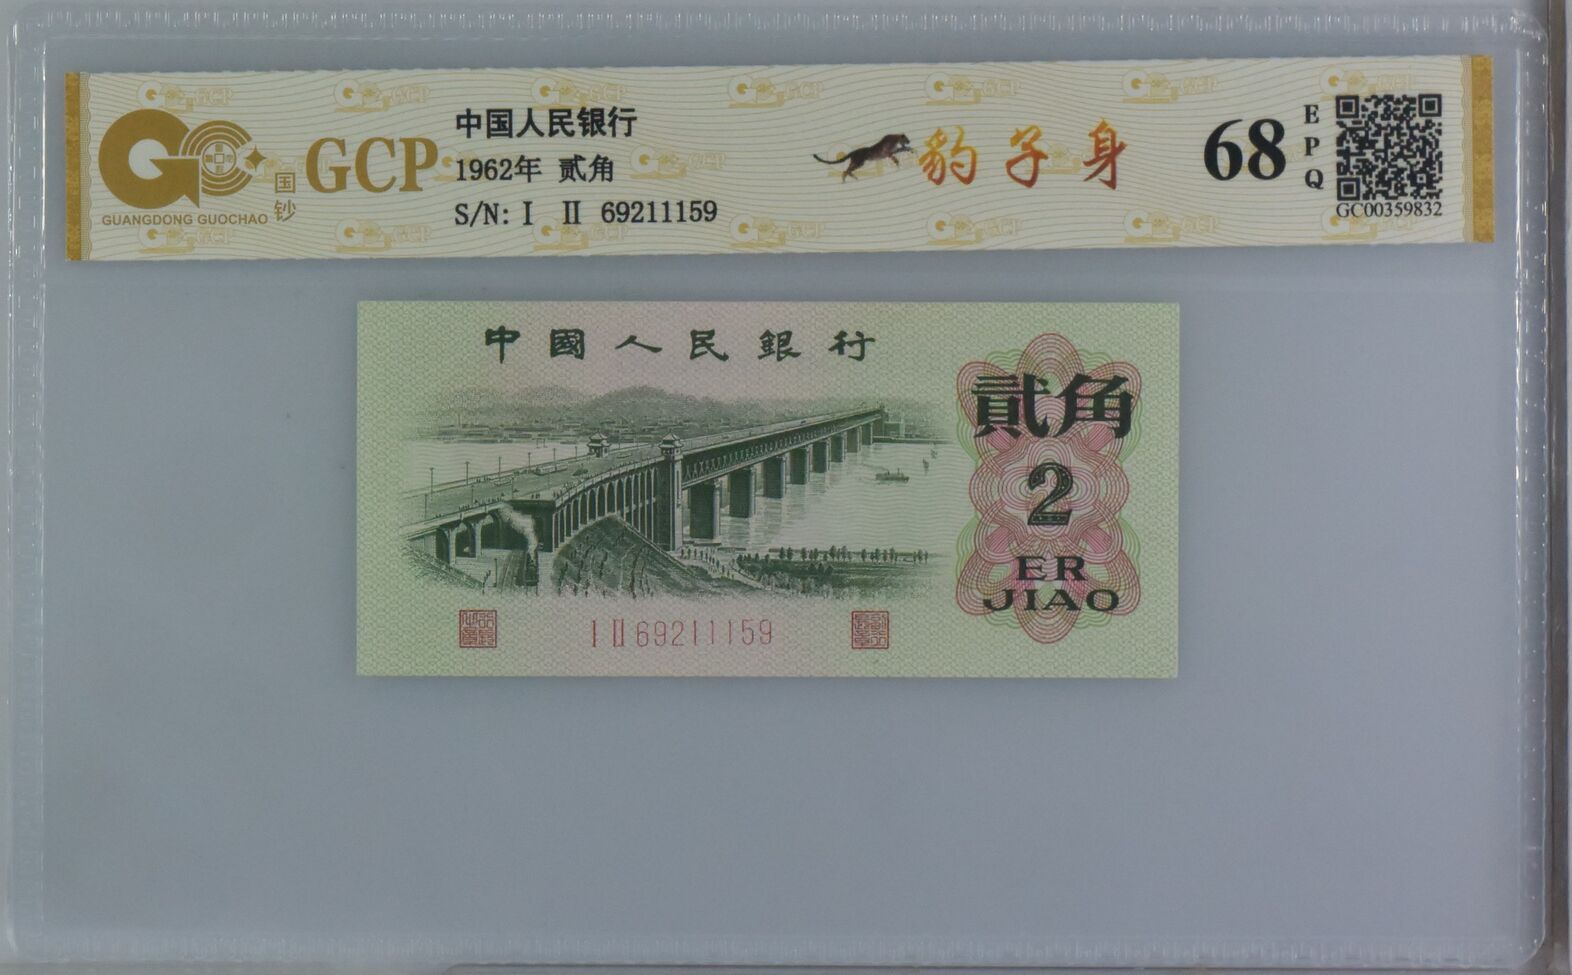 GCP
GUANGDONG GUOCHAO
国钞
中国人民银行
1962年 贰角
S/N: I II 69211159
豹子身
68
EPQ
GC00359832
中國人民銀行
貳角
2
ER
JIAO
I II 69211159